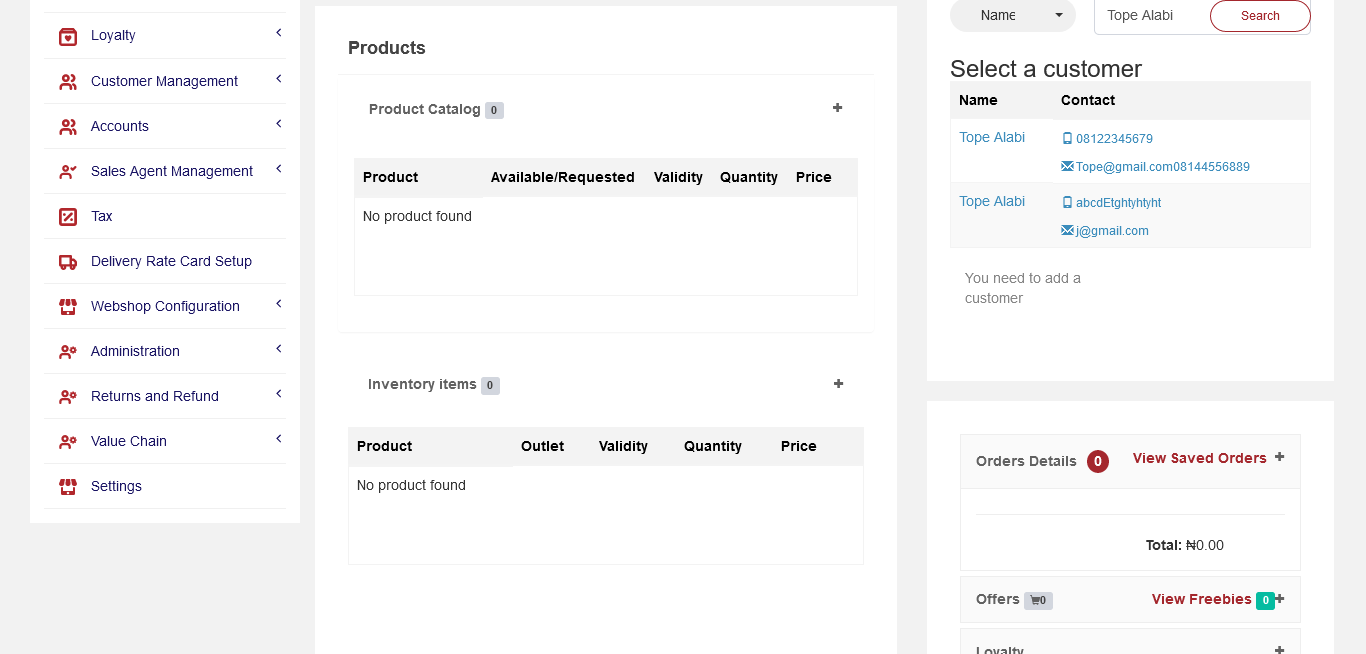 Loyalty
Customer Management
Accounts
Sales Agent Management
Tax
Delivery Rate Card Setup
Webshop Configuration
Administration
Returns and Refund
Value Chain
Settings
Products
Product Catalog 0
Product Available/Requested Validity Quantity Price
No product found
Inventory items 0
Product Outlet Validity Quantity Price
No product found
Name Tope Alabi Search
Select a customer
Name Contact
Tope Alabi 08122345679
Tope@gmail.com08144556889
Tope Alabi abcdEtghtyhtyht
j@gmail.com
You need to add a
customer
Orders Details 0 View Saved Orders +
Total: ₦0.00
Offers 0 View Freebies 0 +
Loyalty +